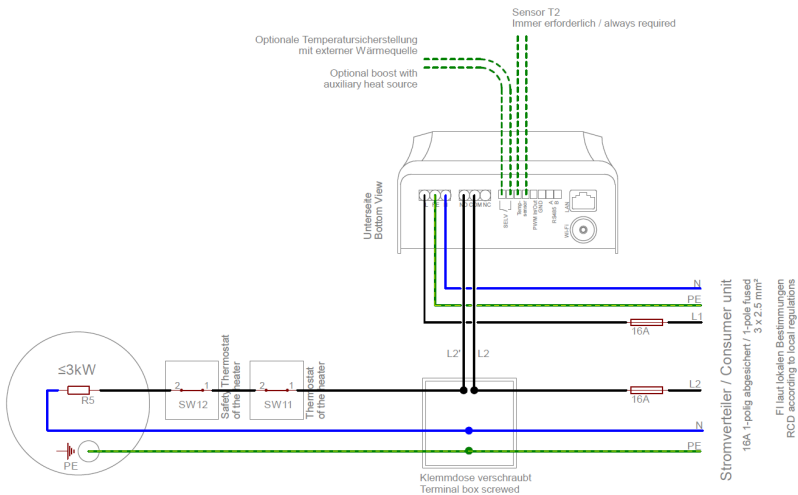 Sensor T2
Immer erforderlich / always required
Optionale Temperatursicherstellung
mit externer Wärmequelle
Optional boost with
auxiliary heat source
Unterseite
Bottom View
L PE N
NO COM NC
SELV
Temp-
sensor
PWM In/Out
GND
RS485 A
B
LAN
Wi-Fi
N
PE
L1
16A
L2'
L2
≤3kW
R5
2
1
SW12
Safety Thermostat
of the heater
2
1
SW11
Thermostat
of the heater
L2
16A
N
PE
PE
Klemmdose verschraubt
Terminal box screwed
Stromverteiler / Consumer unit
16A 1-polig abgesichert / 1-pole fused
3 x 2.5 mm²
FI laut lokalen Bestimmungen
RCD according to local regulations